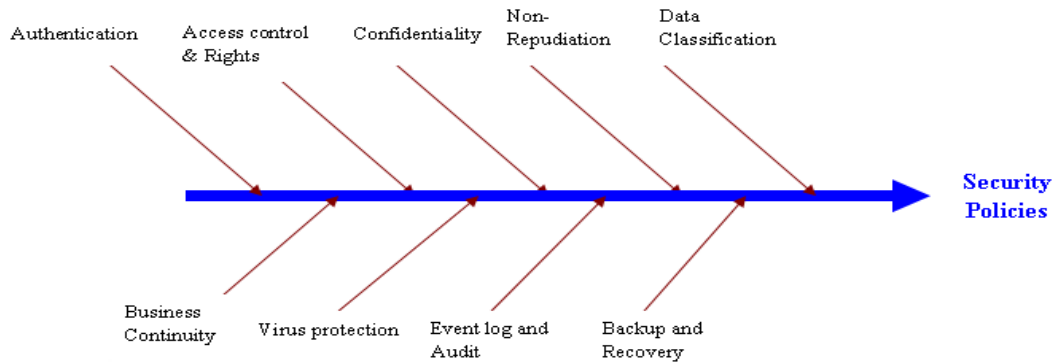 Authentication
Access control
& Rights
Confidentiality
Non-
Repudiation
Data
Classification
Security
Policies
Business
Continuity
Virus protection
Event log and
Audit
Backup and
Recovery